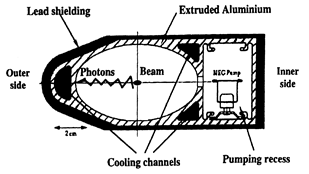 Lead shielding
Extruded Aluminium
Outer
side
Photons
Beam
NEG Pump
Inner
side
2 cm
Cooling channels
Pumping recess